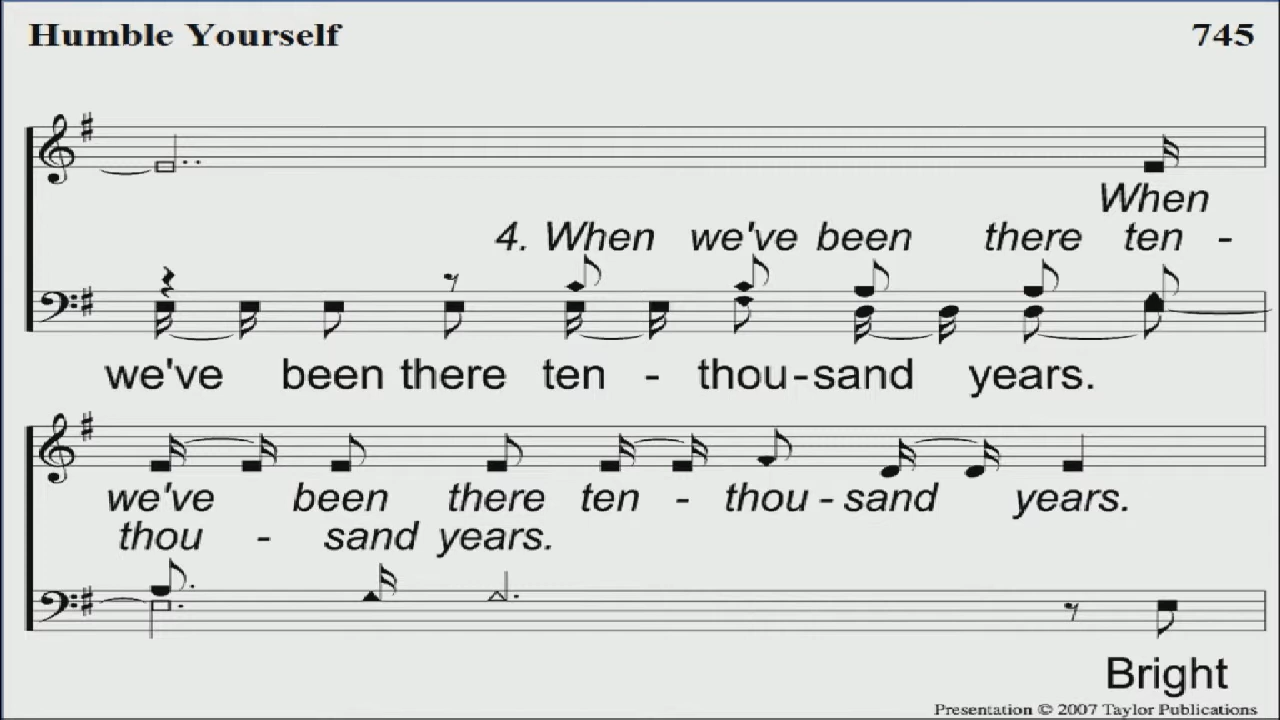 Humble Yourself 745
When
4. When we've been there ten -
we've been there ten - thou-sand years.
we've been there ten - thou - sand years.
thou - sand years.
Bright
Presentation © 2007 Taylor Publications